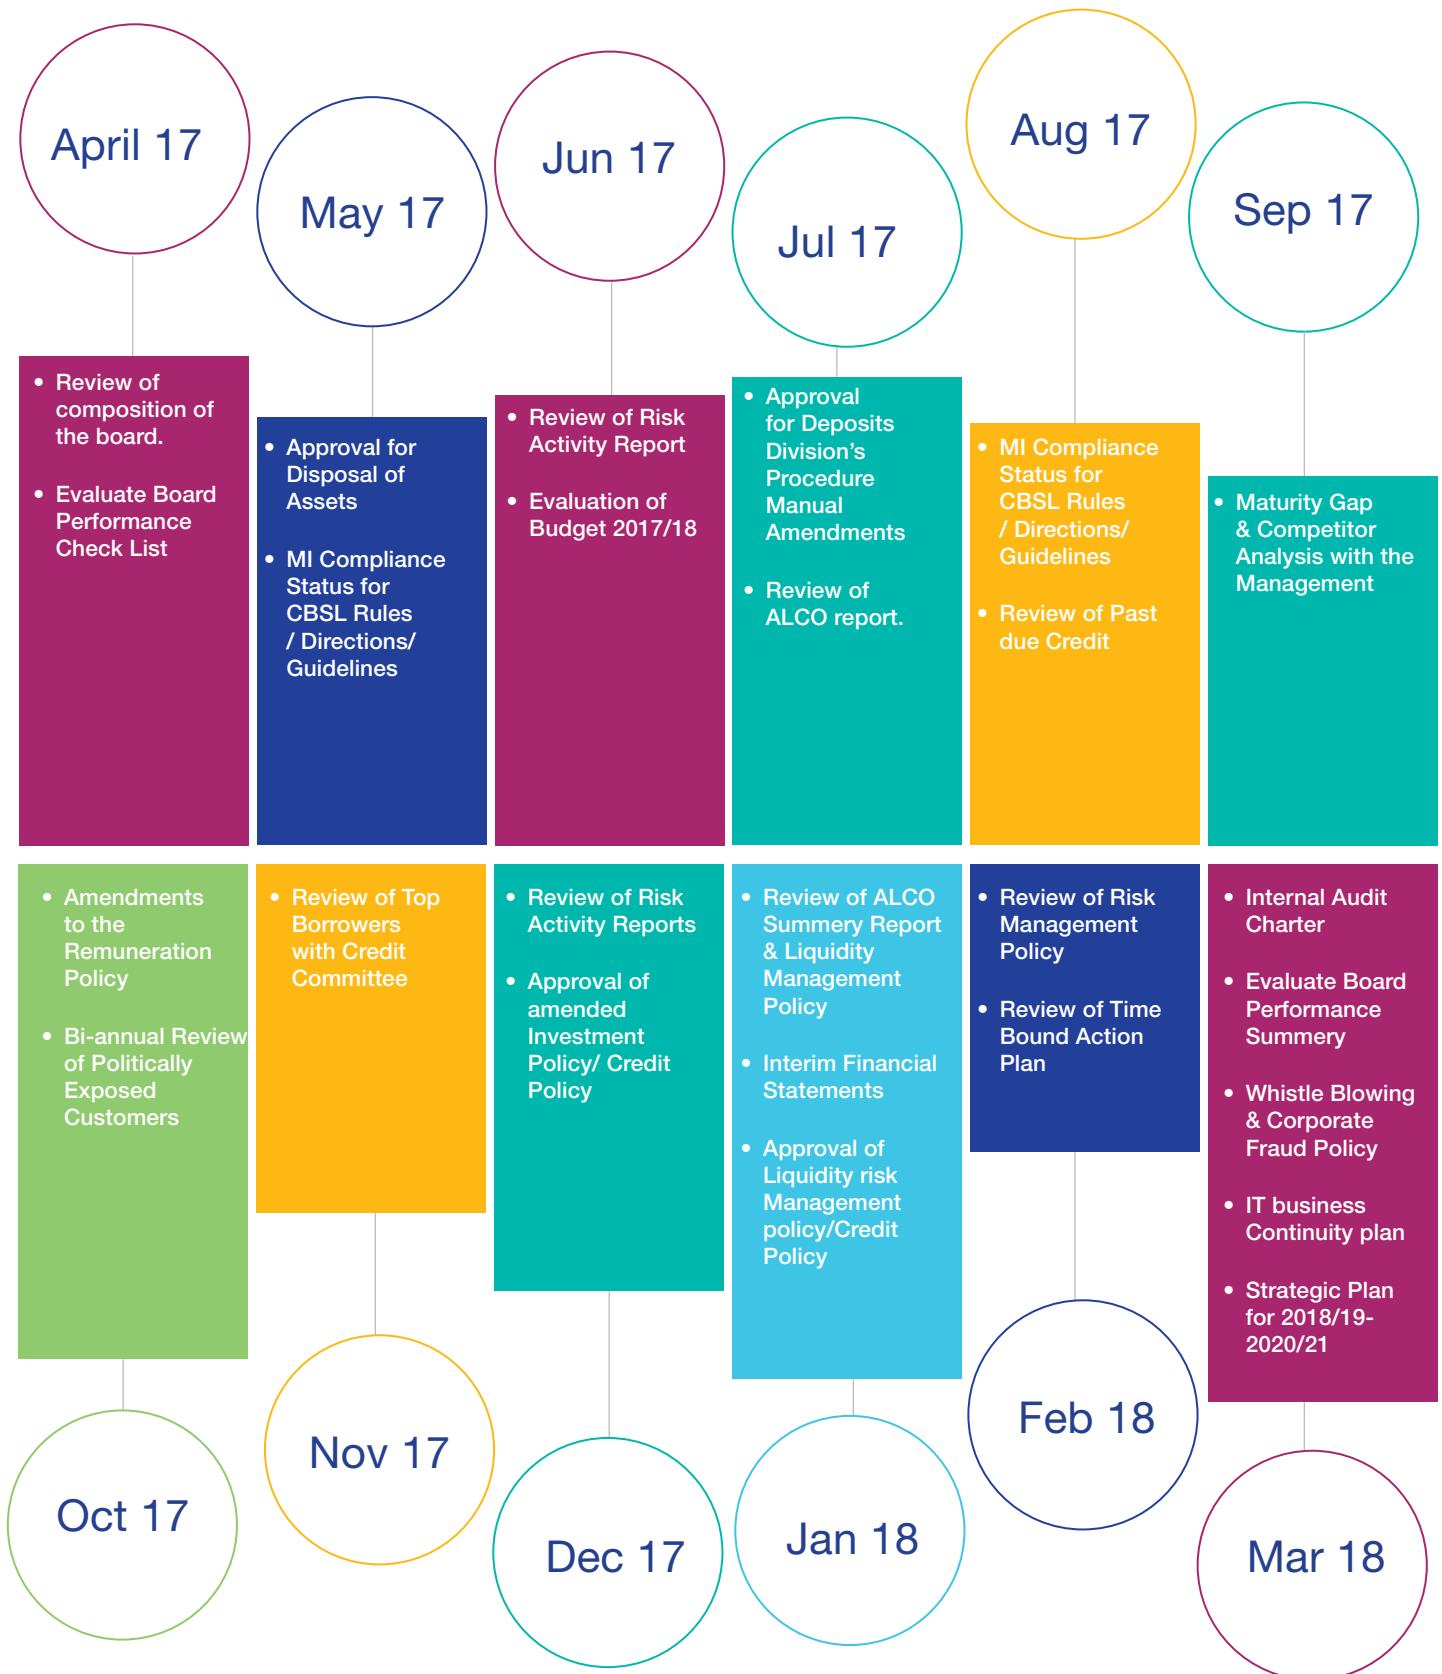 April 17
• Review of
composition of
the board.
• Evaluate Board
Performance
Check List
May 17
• Approval for
Disposal of
Assets
• MI Compliance
Status for
CBSL Rules
/ Directions/
Guidelines
Jun 17
• Review of Risk
Activity Report
• Evaluation of
Budget 2017/18
Jul 17
• Approval
for Deposits
Division's
Procedure
Manual
Amendments
• Review of
ALCO report.
Aug 17
• MI Compliance
Status for
CBSL Rules
/ Directions/
Guidelines
• Review of Past
due Credit
Sep 17
• Maturity Gap
& Competitor
Analysis with the
Management
• Amendments
to the
Remuneration
Policy
• Bi-annual Review
of Politically
Exposed
Customers
Oct 17
• Review of Top
Borrowers
with Credit
Committee
Nov 17
• Review of Risk
Activity Reports
• Approval of
amended
Investment
Policy/ Credit
Policy
Dec 17
• Review of ALCO
Summery Report
& Liquidity
Management
Policy
• Interim Financial
Statements
• Approval of
Liquidity risk
Management
policy/Credit
Policy
Jan 18
• Review of Risk
Management
Policy
• Review of Time
Bound Action
Plan
Feb 18
• Internal Audit
Charter
• Evaluate Board
Performance
Summery
• Whistle Blowing
& Corporate
Fraud Policy
• IT business
Continuity plan
• Strategic Plan
for 2018/19-
2020/21
Mar 18